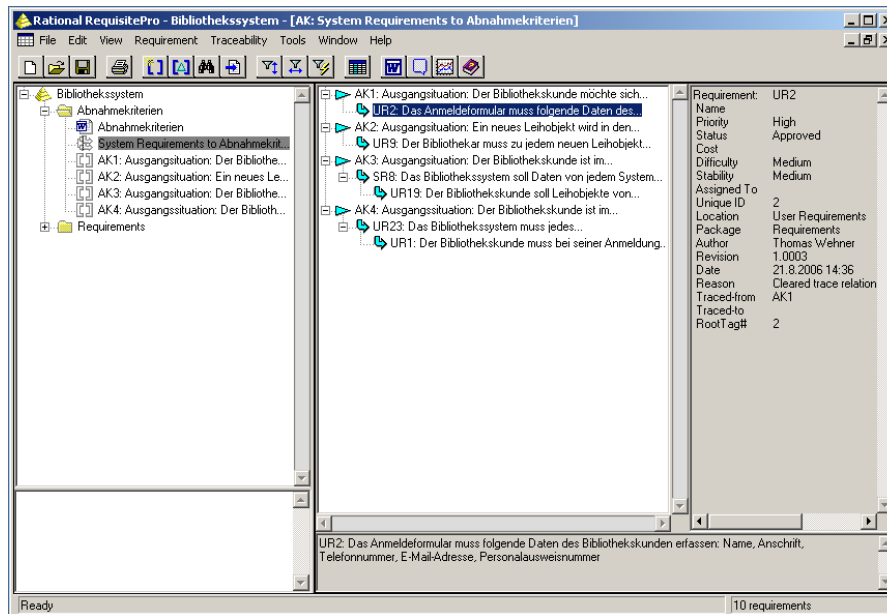 Rational RequisitePro - Bibliothekssystem - [AK: System Requirements to Abnahmekriterien]
File Edit View Requirement Traceability Tools Window Help
Bibliothekssystem
Abnahmekriterien
Abnahmekriterien
System Requirements to Abnahmekrit...
AK1: Ausgangsituation: Der Bibliothe...
AK2: Ausgangsituation: Ein neues Le...
AK3: Ausgangsituation: Der Bibliothe...
AK4: Ausgangssituation: Der Biblioth...
Requirements
AK1: Ausgangsituation: Der Bibliothekskunde möchte sich...
UR2: Das Anmeldeformular muss folgende Daten des...
AK2: Ausgangsituation: Ein neues Leihobjekt wird in den...
UR9: Der Bibliothekar muss zu jedem neuen Leihobjekt...
AK3: Ausgangsituation: Der Bibliothekskunde ist im...
SR8: Das Bibliothekssystem soll Daten von jedem System...
UR19: Der Bibliothekskunde soll Leihobjekte von...
AK4: Ausgangssituation: Der Bibliothekskunde ist im...
UR23: Das Bibliothekssystem muss jedes...
UR1: Der Bibliothekskunde muss bei seiner Anmeldung...
Requirement: UR2
Name
Priority High
Status Approved
Cost
Difficulty Medium
Stability Medium
Assigned To
Unique ID 2
Location User Requirements
Package Requirements
Author Thomas Wehner
Revision 1.0003
Date 21.8.2006 14:36
Reason Cleared trace relation
Traced-from AK1
Traced-to
RootTag# 2
UR2: Das Anmeldeformular muss folgende Daten des Bibliothekskunden erfassen: Name, Anschrift,
Telefonnummer, E-Mail-Adresse, Personalausweisnummer
Ready 10 requirements